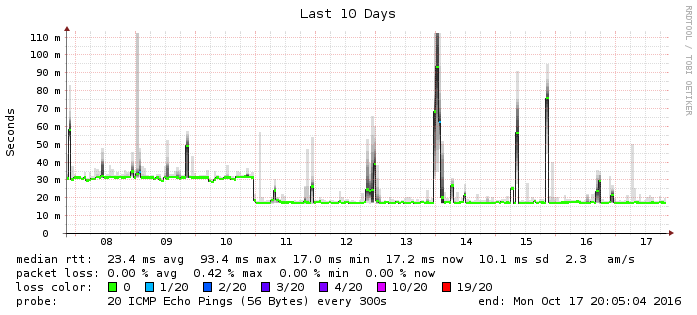 Last 10 Days
RRDTOOL / TOBI OETIKER
Seconds
110 m
100 m
90 m
80 m
70 m
60 m
50 m
40 m
30 m
20 m
10 m
0
08 09 10 11 12 13 14 15 16 17
median rtt: 23.4 ms avg 93.4 ms max 17.0 ms min 17.2 ms now 10.1 ms sd 2.3 am/s
packet loss: 0.00 % avg 0.42 % max 0.00 % min 0.00 % now
loss color: 0 1/20 2/20 3/20 4/20 10/20 19/20
probe: 20 ICMP Echo Pings (56 Bytes) every 300s end: Mon Oct 17 20:05:04 2016